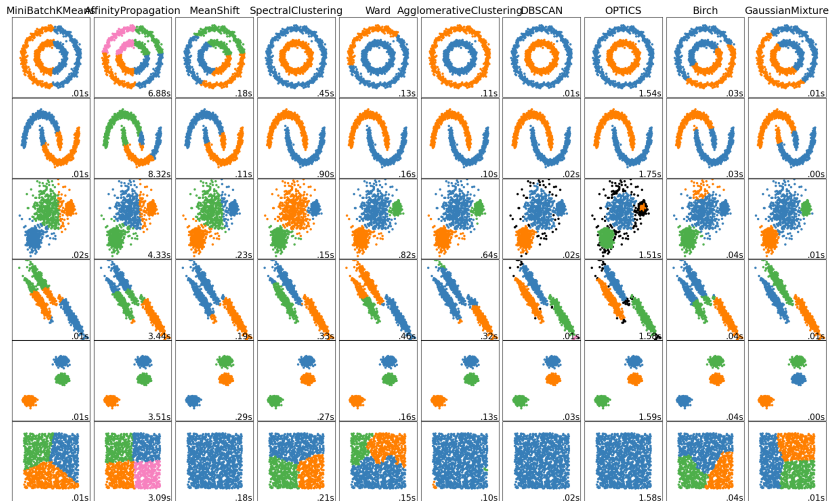 MiniBatchKMeans AffinityPropagation MeanShift SpectralClustering Ward AgglomerativeClustering DBSCAN OPTICS Birch GaussianMixture
.01s 6.88s .18s .45s .13s .11s .01s 1.54s .03s .01s
.01s 8.32s .11s .90s .16s .10s .02s 1.75s .03s .00s
.02s 4.33s .23s .15s .82s .64s .02s 1.51s .04s .01s
.01s 3.44s .19s .33s .46s .32s .01s .04s .01s
.01s 3.51s .29s .27s .16s .13s .03s 1.59s .04s .00s
.01s 3.09s .18s .21s .15s .10s .02s 1.58s .04s .01s